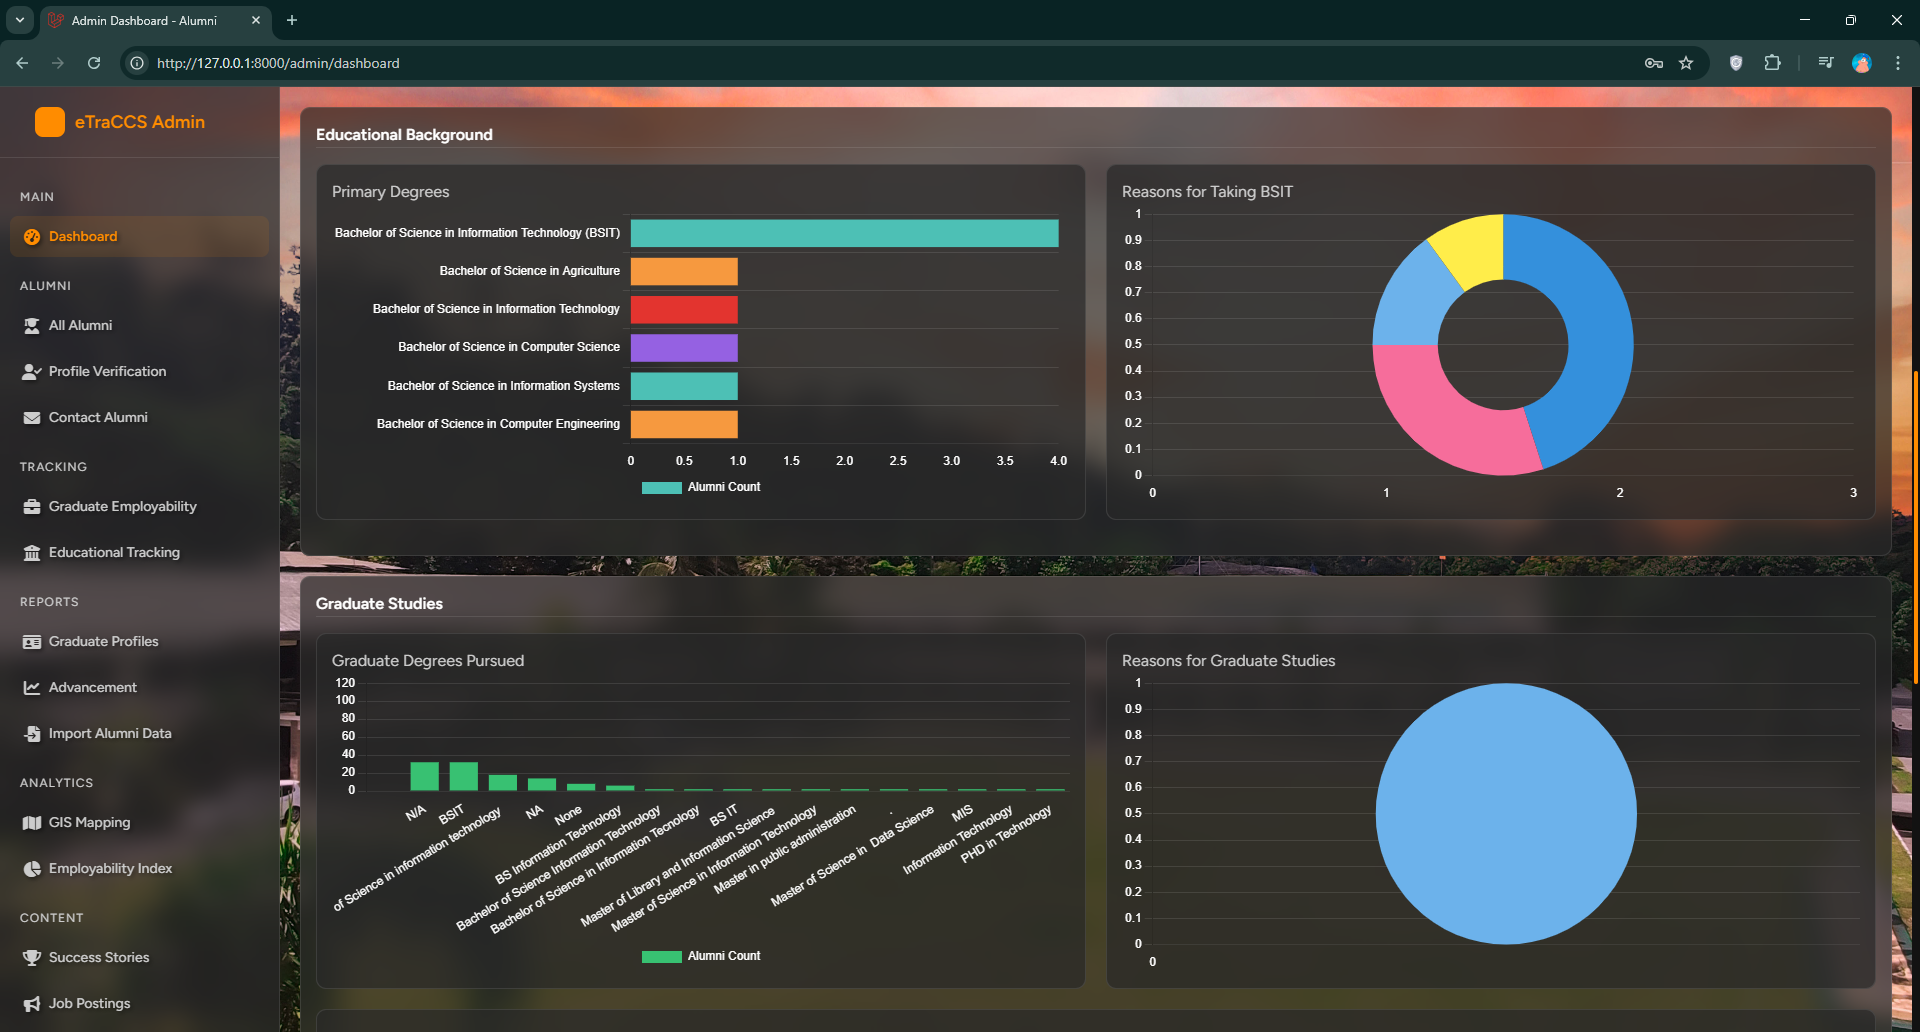 Admin Dashboard - Alumni
http://127.0.0.1:8000/admin/dashboard
eTraCCS Admin
MAIN
Dashboard
ALUMNI
All Alumni
Profile Verification
Contact Alumni
TRACKING
Graduate Employability
Educational Tracking
REPORTS
Graduate Profiles
Advancement
Import Alumni Data
ANALYTICS
GIS Mapping
Employability Index
CONTENT
Success Stories
Job Postings
Educational Background
Primary Degrees
Bachelor of Science in Information Technology (BSIT)
Bachelor of Science in Agriculture
Bachelor of Science in Information Technology
Bachelor of Science in Computer Science
Bachelor of Science in Information Systems
Bachelor of Science in Computer Engineering
0 0.5 1.0 1.5 2.0 2.5 3.0 3.5 4.0
Alumni Count
Reasons for Taking BSIT
1
0.9
0.8
0.7
0.6
0.5
0.4
0.3
0.2
0.1
0
0 1 2 3
Graduate Studies
Graduate Degrees Pursued
120
100
80
60
40
20
0
N/A
BSIT
of Science in information technology
NA
None
BS Information Technology
Bachelor of Science Information Technology
Bachelor of Science in Information Tecnology
BS IT
Master of Library and Information Science
Master of Science in Information Technology
Master in public administration
.
Master of Science in Data Science
MIS
Information Technology
PHD in Technology
Alumni Count
Reasons for Graduate Studies
1
0.9
0.8
0.7
0.6
0.5
0.4
0.3
0.2
0.1
0
0